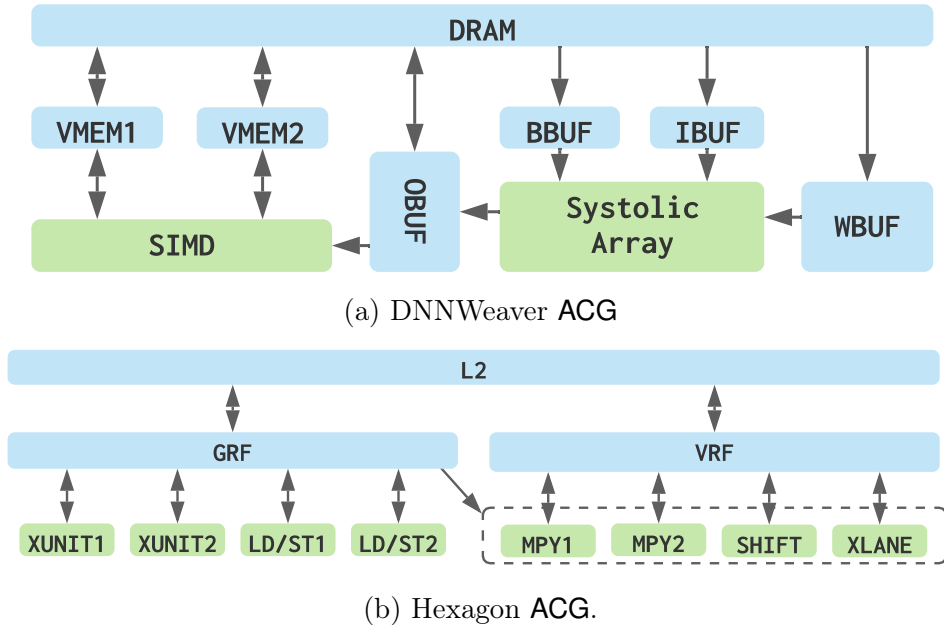 DRAM
VMEM1
VMEM2
BBUF
IBUF
OBUF
Systolic
Array
WBUF
SIMD
(a) DNNWeaver ACG
L2
GRF
VRF
XUNIT1
XUNIT2
LD/ST1
LD/ST2
MPY1
MPY2
SHIFT
XLANE
(b) Hexagon ACG.